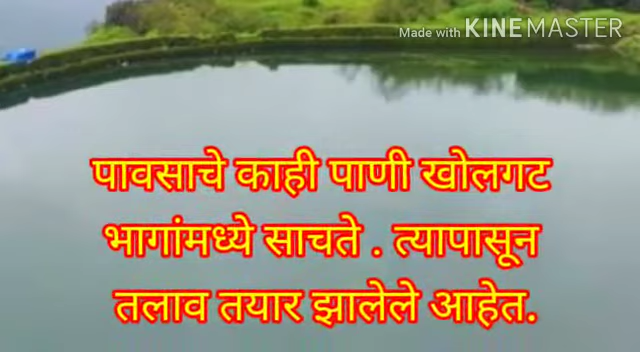 Made with KINEMASTER
पावसाचे काही पाणी खोलगट
भागांमध्ये साचते . त्यापासून
तलाव तयार झालेले आहेत.